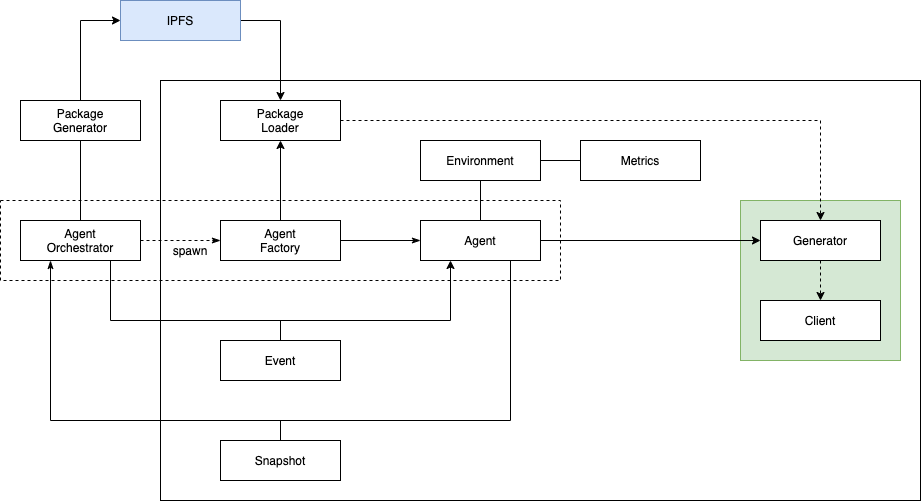 IPFS
Package
Generator
Package
Loader
Environment
Metrics
Agent
Orchestrator
spawn
Agent
Factory
Agent
Generator
Client
Event
Snapshot